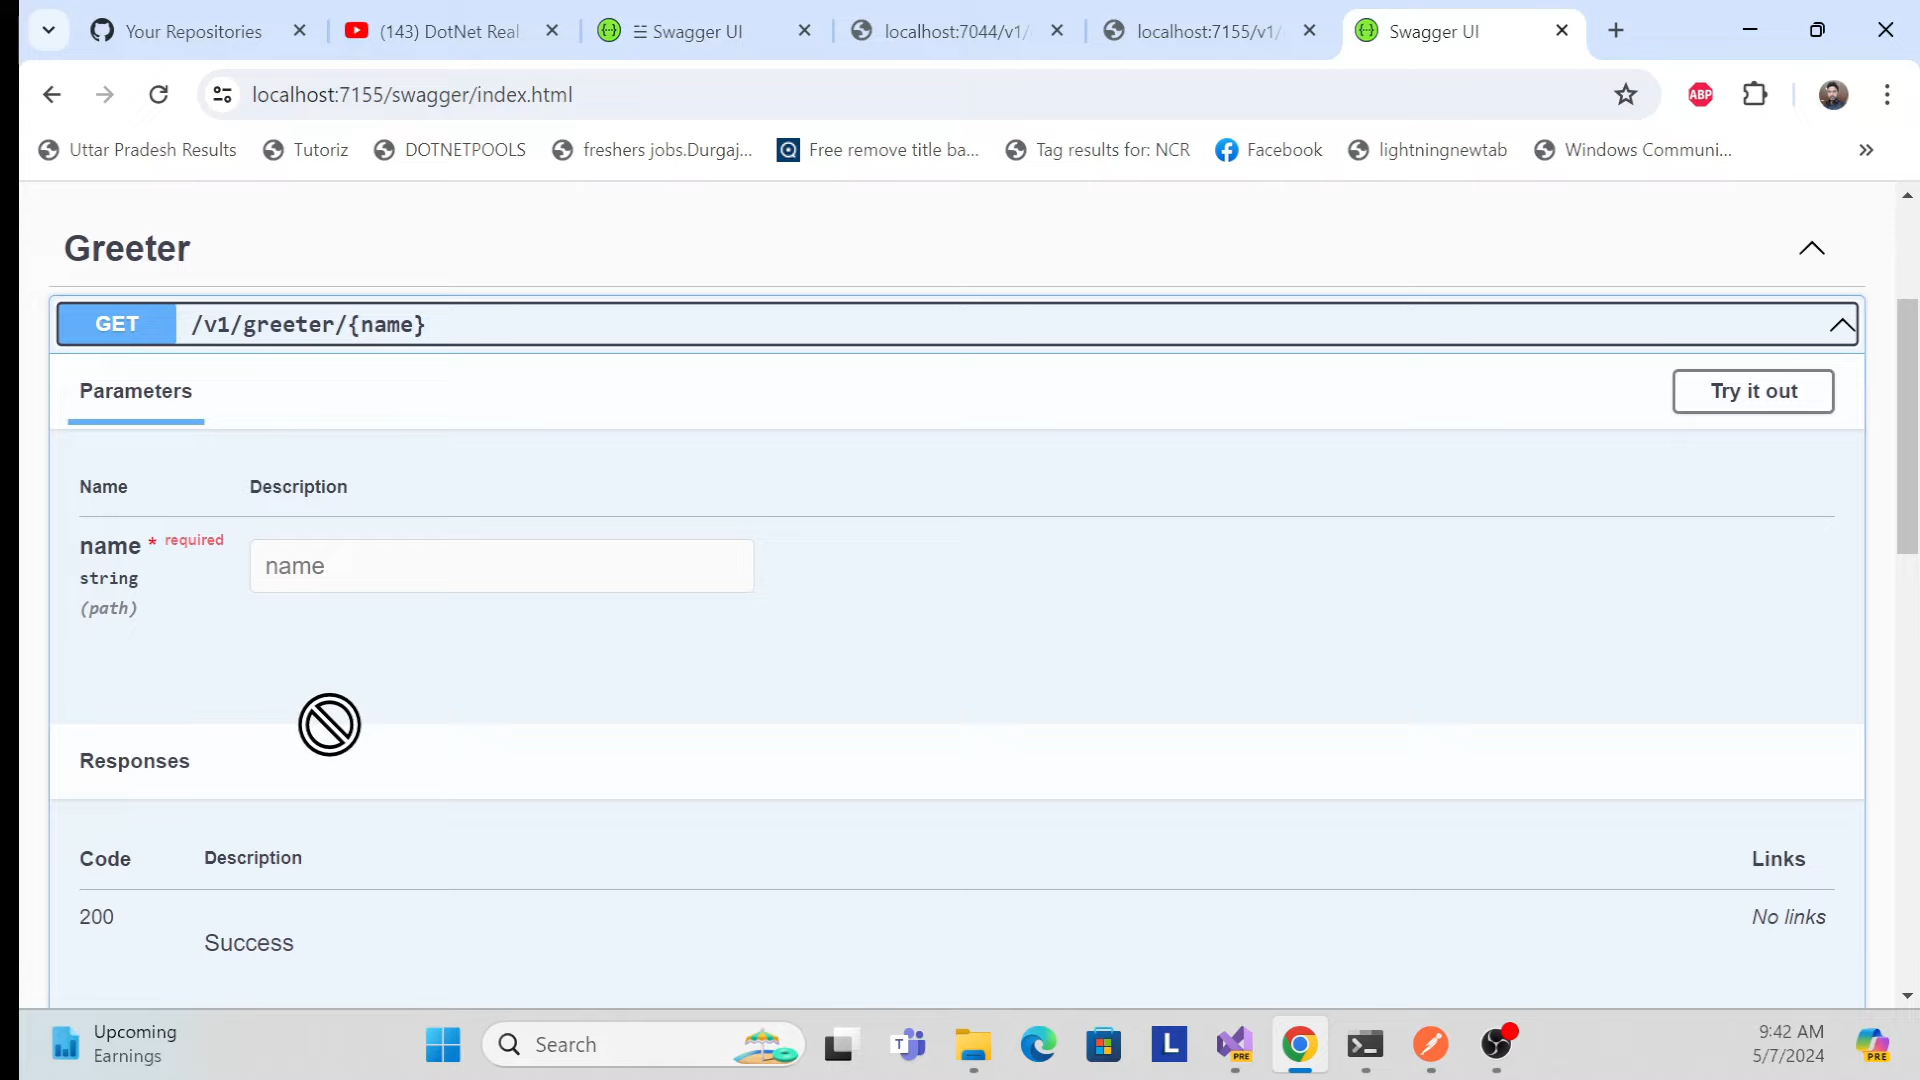 Your Repositories
(143) DotNet Real
☰ Swagger UI
localhost:7044/v1/
localhost:7155/v1/
Swagger UI
localhost:7155/swagger/index.html
ABP
Uttar Pradesh Results
Tutoriz
DOTNETPOOLS
freshers jobs.Durgaj...
Free remove title ba...
Tag results for: NCR
Facebook
lightningnewtab
Windows Communi...
»
Greeter
GET /v1/greeter/{name}
Parameters
Try it out
Name Description
name * required
string
(path)
name
Responses
Code Description Links
200 No links
Success
Upcoming
Earnings
Search
T
L
PRE
9:42 AM
5/7/2024
PRE